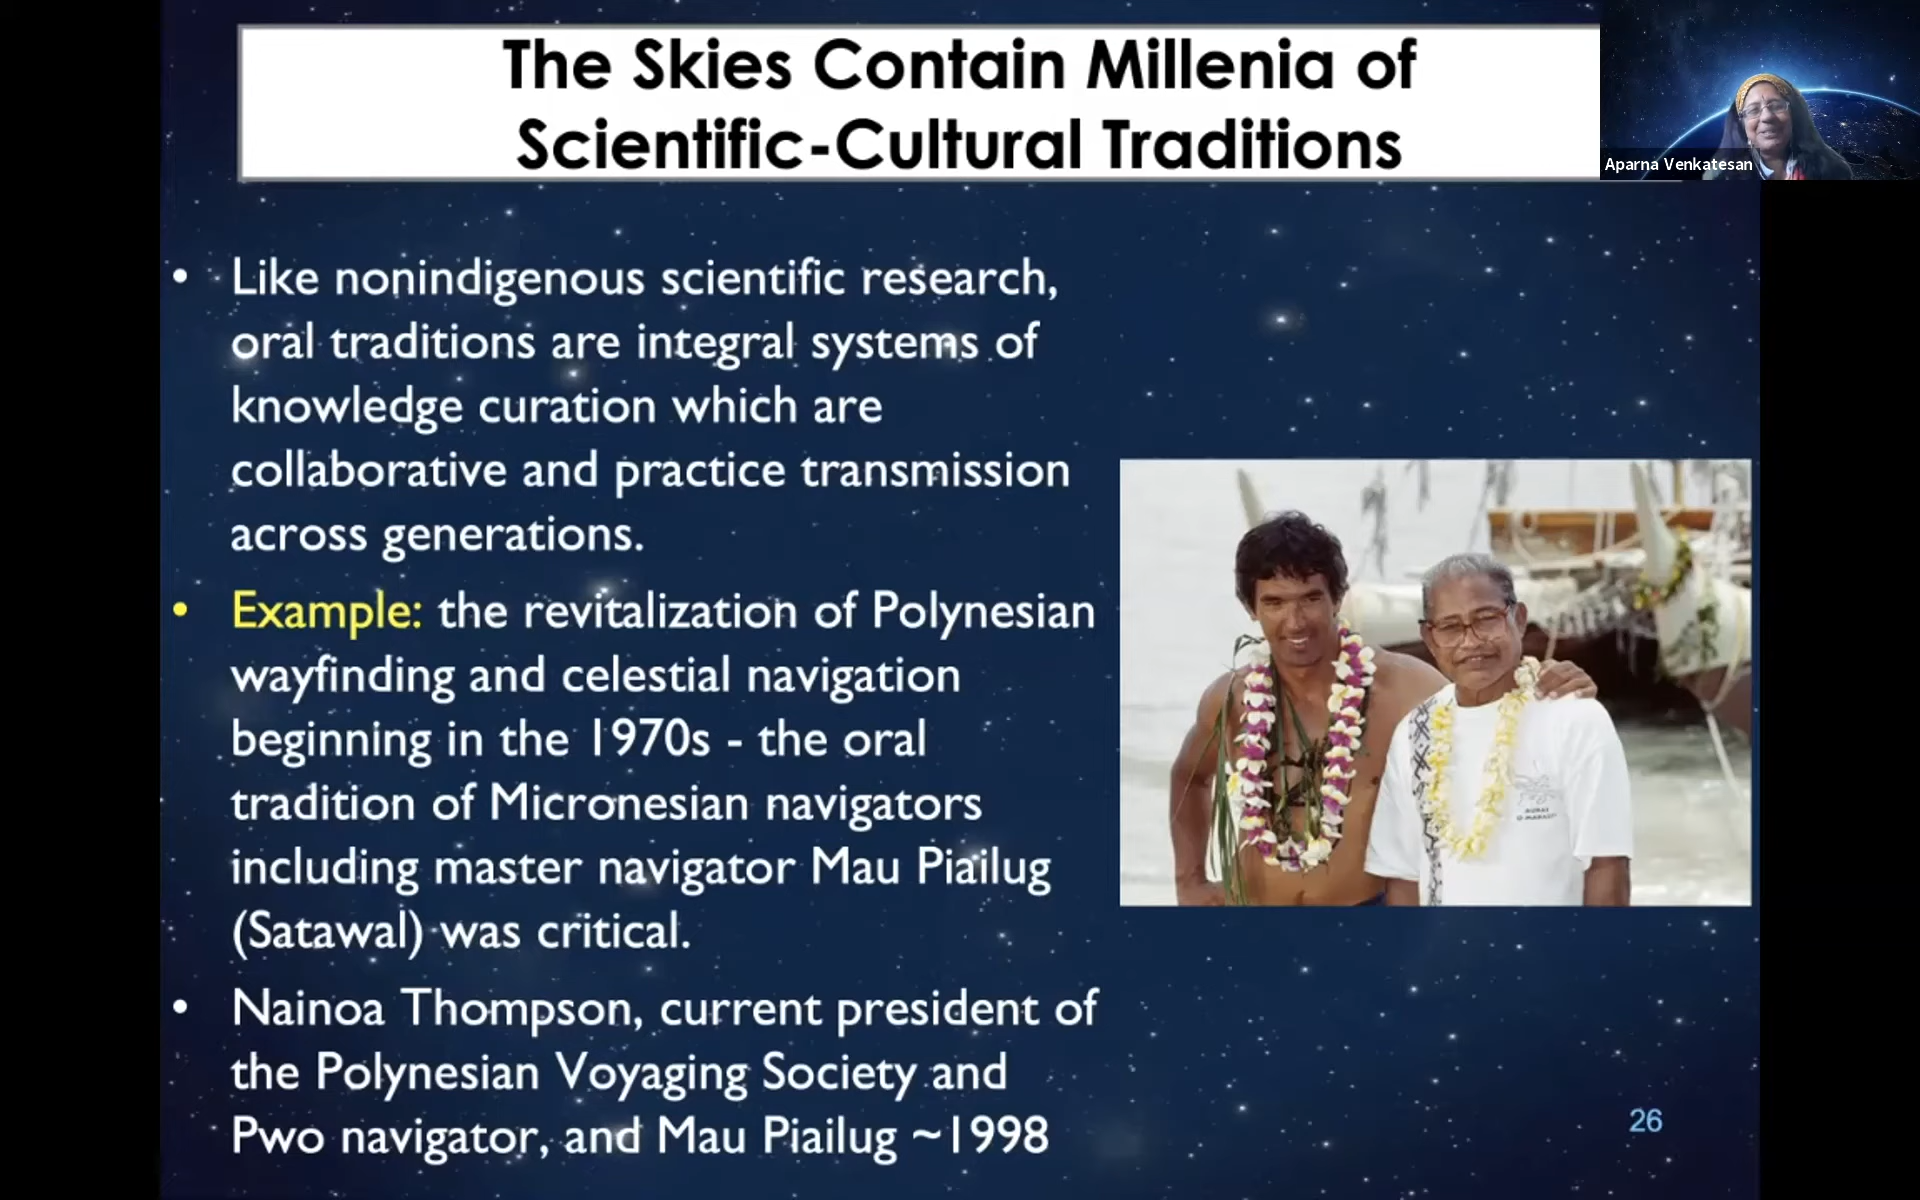 The Skies Contain Millenia of
Scientific-Cultural Traditions
Aparna Venkatesan
• Like nonindigenous scientific research,
oral traditions are integral systems of
knowledge curation which are
collaborative and practice transmission
across generations.
• Example: the revitalization of Polynesian
wayfinding and celestial navigation
beginning in the 1970s - the oral
tradition of Micronesian navigators
including master navigator Mau Piailug
(Satawal) was critical.
• Nainoa Thompson, current president of
the Polynesian Voyaging Society and
Pwo navigator, and Mau Piailug ~1998
26